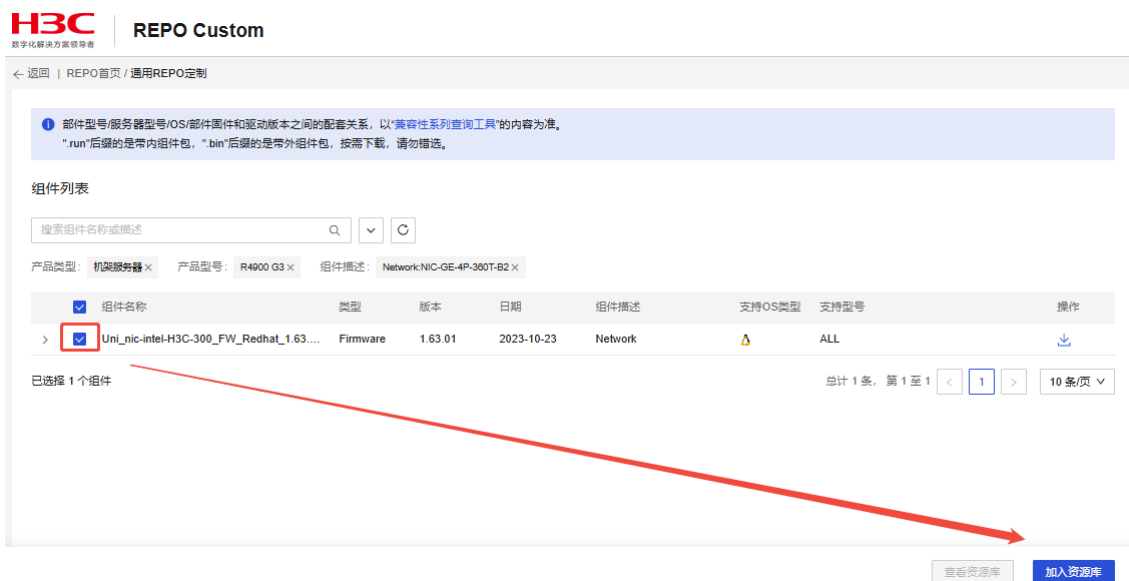 H3C
数字化解决方案领导者
REPO Custom
← 返回 | REPO首页 / 通用REPO定制
部件型号/服务器型号/OS/部件固件和驱动版本之间的配套关系，以“兼容性系列查询工具”的内容为准。
".run"后缀的是带内组件包，".bin"后缀的是带外组件包，按需下载，请勿错选。
组件列表
搜索组件名称或描述
产品类型： 机架服务器 × 产品型号： R4900 G3 × 组件描述： Network:NIC-GE-4P-360T-B2 ×
组件名称 类型 版本 日期 组件描述 支持OS类型 支持型号 操作
Uni_nic-intel-H3C-300_FW_Redhat_1.63.... Firmware 1.63.01 2023-10-23 Network ALL
已选择 1 个组件 总计 1 条， 第 1 至 1 < 1 > 10 条/页
查看资源库 加入资源库